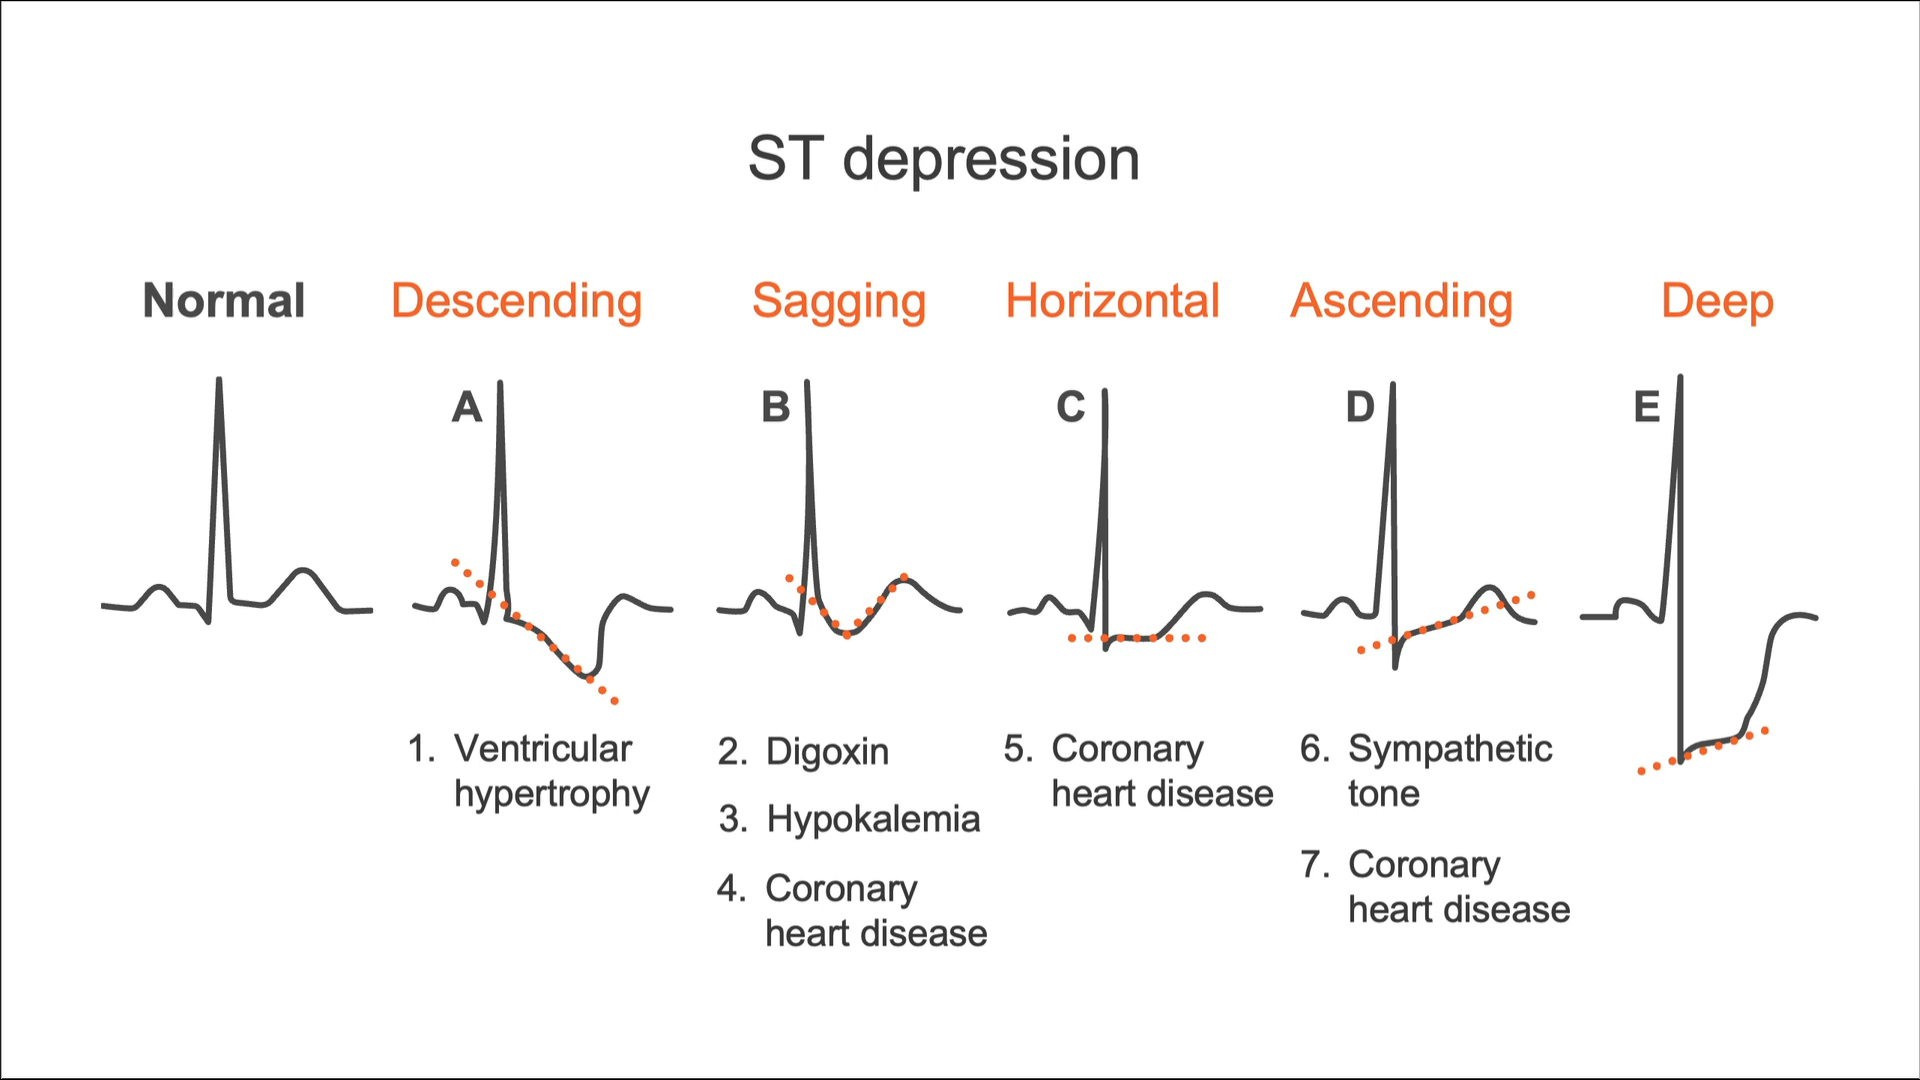 ST depression
Normal
Descending
Sagging
Horizontal
Ascending
Deep
A
B
C
D
E
1. Ventricular
hypertrophy
2. Digoxin
3. Hypokalemia
4. Coronary
heart disease
5. Coronary
heart disease
6. Sympathetic
tone
7. Coronary
heart disease